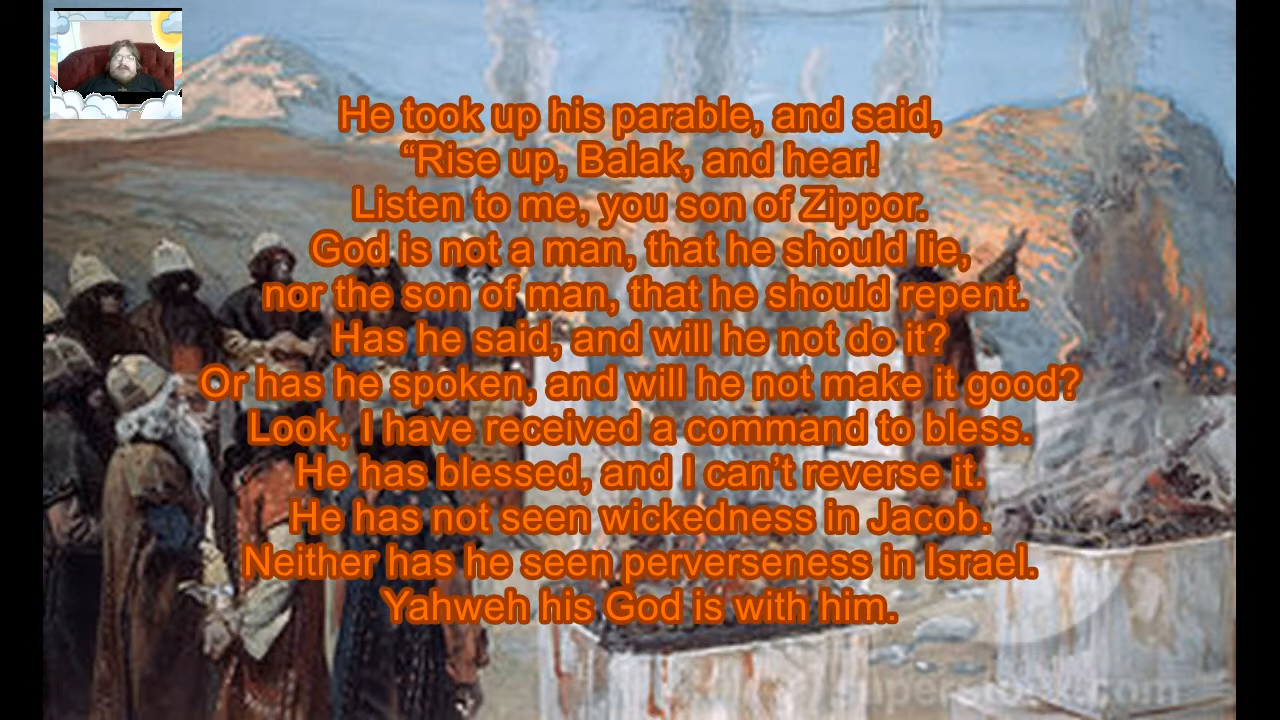 He took up his parable, and said,
“Rise up, Balak, and hear!
Listen to me, you son of Zippor.
God is not a man, that he should lie,
nor the son of man, that he should repent.
Has he said, and will he not do it?
Or has he spoken, and will he not make it good?
Look, I have received a command to bless.
He has blessed, and I can’t reverse it.
He has not seen wickedness in Jacob.
Neither has he seen perverseness in Israel.
Yahweh his God is with him.